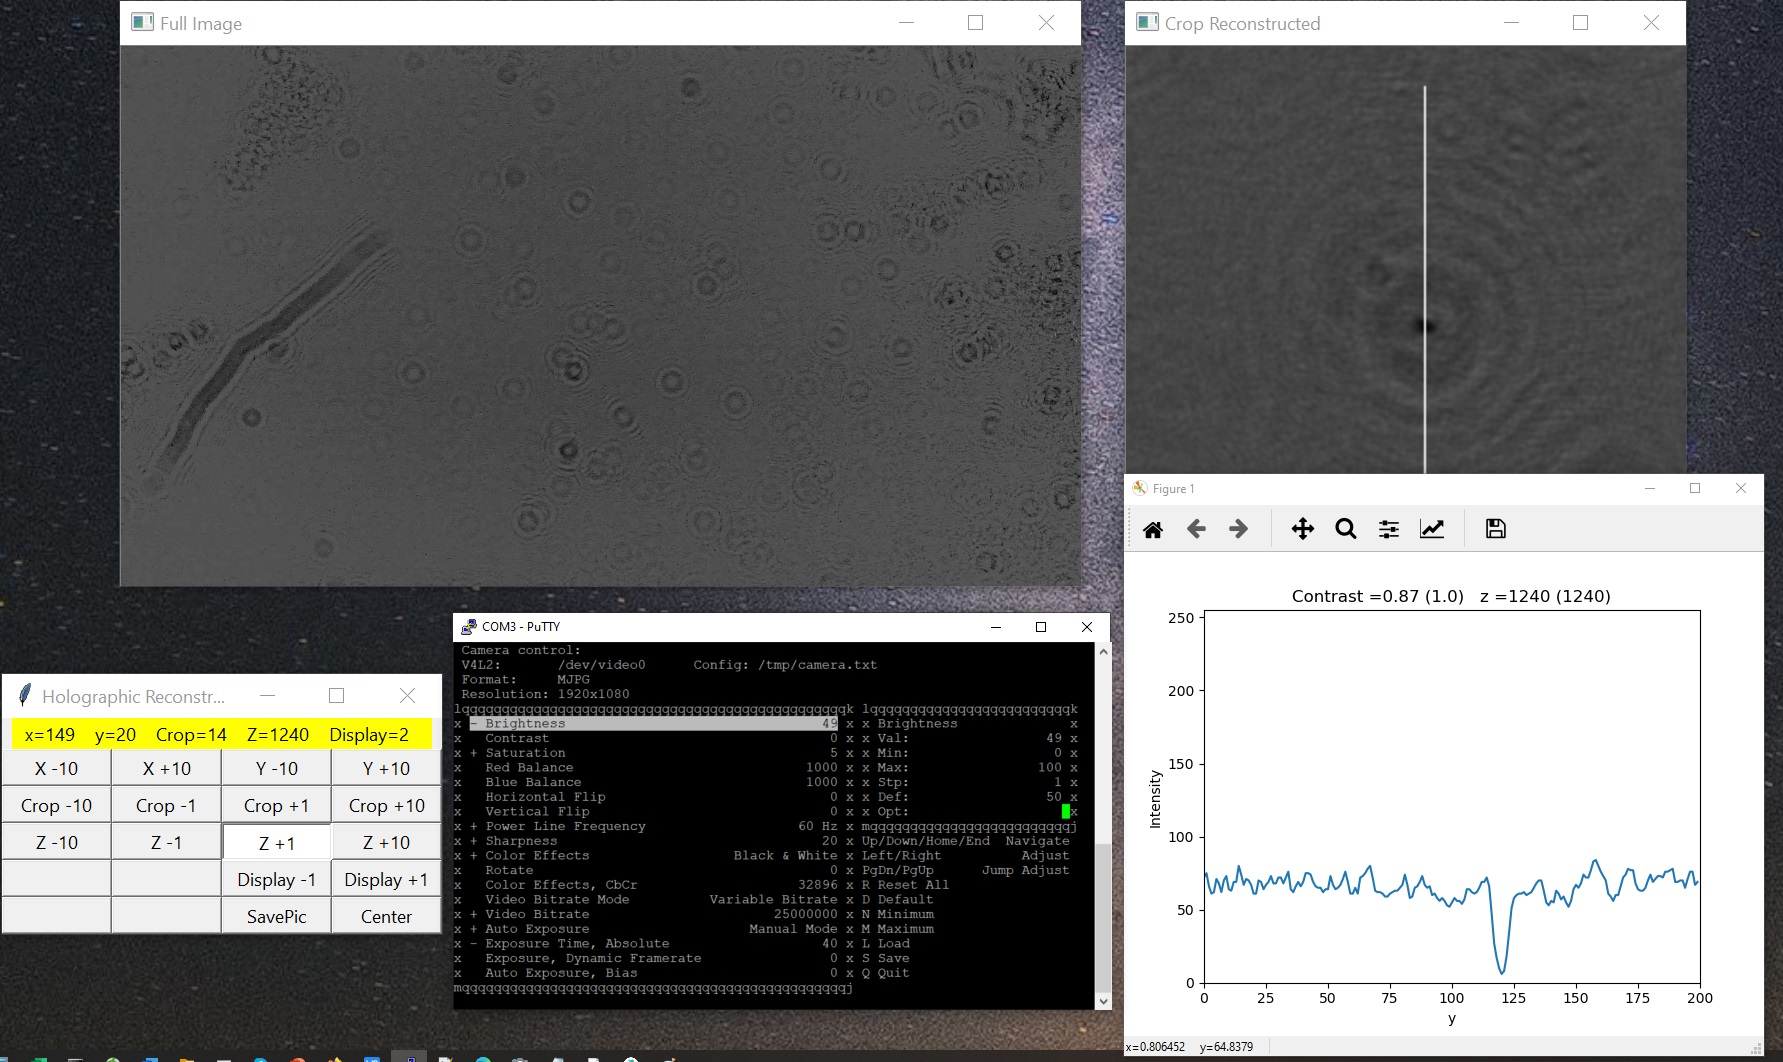 Full Image
Crop Reconstructed
Figure 1
Contrast =0.87 (1.0)   z =1240 (1240)
250
200
150
100
50
0
Intensity
0 25 50 75 100 125 150 175 200
y
x=0.806452 y=64.8379
COM3 - PuTTY
Camera control:
V4L2: /dev/video0 Config: /tmp/camera.txt
Format: MJPG
Resolution: 1920x1080
lqqqqqqqqqqqqqqqqqqqqqqqqqqqqqqqqqqqqqqqqqqqqqqqqk lqqqqqqqqqqqqqqqqqqqqqqqqqqk
x - Brightness 49 x x Brightness x
x Contrast 0 x x Val: 49 x
x + Saturation 5 x x Min: 0 x
x Red Balance 1000 x x Max: 100 x
x Blue Balance 1000 x x Stp: 1 x
x Horizontal Flip 0 x x Def: 50 x
x Vertical Flip 0 x x Opt: x
x + Power Line Frequency 60 Hz x mqqqqqqqqqqqqqqqqqqqqqqqqqqj
x + Sharpness 20 x Up/Down/Home/End Navigate
x + Color Effects Black & White x Left/Right Adjust
x Rotate 0 x PgDn/PgUp Jump Adjust
x Color Effects, CbCr 32896 x R Reset All
x Video Bitrate Mode Variable Bitrate x D Default
x + Video Bitrate 25000000 x N Minimum
x + Auto Exposure Manual Mode x M Maximum
x - Exposure Time, Absolute 40 x L Load
x Exposure, Dynamic Framerate 0 x S Save
x Auto Exposure, Bias 0 x Q Quit
mqqqqqqqqqqqqqqqqqqqqqqqqqqqqqqqqqqqqqqqqqqqqqqqqj
Holographic Reconstr...
x=149 y=20 Crop=14 Z=1240 Display=2
X -10 X +10 Y -10 Y +10
Crop -10 Crop -1 Crop +1 Crop +10
Z -10 Z -1 Z +1 Z +10
Display -1 Display +1
SavePic Center